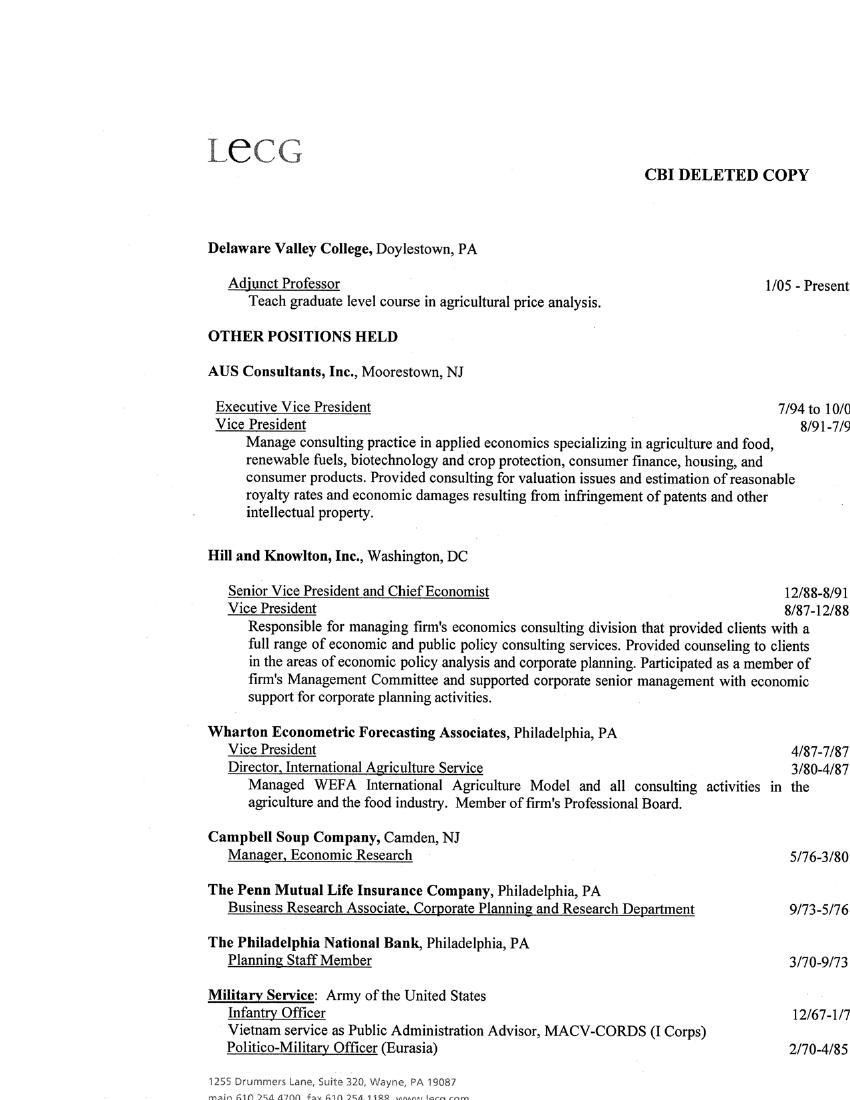 LECG
CBI DELETED COPY
Delaware Valley College, Doylestown, PA
Adjunct Professor 1/05 - Present
Teach graduate level course in agricultural price analysis.
OTHER POSITIONS HELD
AUS Consultants, Inc., Moorestown, NJ
Executive Vice President 7/94 to 10/0
Vice President 8/91-7/9
Manage consulting practice in applied economics specializing in agriculture and food,
renewable fuels, biotechnology and crop protection, consumer finance, housing, and
consumer products. Provided consulting for valuation issues and estimation of reasonable
royalty rates and economic damages resulting from infringement of patents and other
intellectual property.
Hill and Knowlton, Inc., Washington, DC
Senior Vice President and Chief Economist 12/88-8/91
Vice President 8/87-12/88
Responsible for managing firm's economics consulting division that provided clients with a
full range of economic and public policy consulting services. Provided counseling to clients
in the areas of economic policy analysis and corporate planning. Participated as a member of
firm's Management Committee and supported corporate senior management with economic
support for corporate planning activities.
Wharton Econometric Forecasting Associates, Philadelphia, PA
Vice President 4/87-7/87
Director, International Agriculture Service 3/80-4/87
Managed WEFA International Agriculture Model and all consulting activities in the
agriculture and the food industry. Member of firm's Professional Board.
Campbell Soup Company, Camden, NJ
Manager, Economic Research 5/76-3/80
The Penn Mutual Life Insurance Company, Philadelphia, PA
Business Research Associate, Corporate Planning and Research Department 9/73-5/76
The Philadelphia National Bank, Philadelphia, PA
Planning Staff Member 3/70-9/73
Military Service: Army of the United States
Infantry Officer 12/67-1/7
Vietnam service as Public Administration Advisor, MACV-CORDS (I Corps)
Politico-Military Officer (Eurasia) 2/70-4/85
1255 Drummers Lane, Suite 320, Wayne, PA 19087
main 610.254.4700 fax 610.254.1188 www.lecg.com